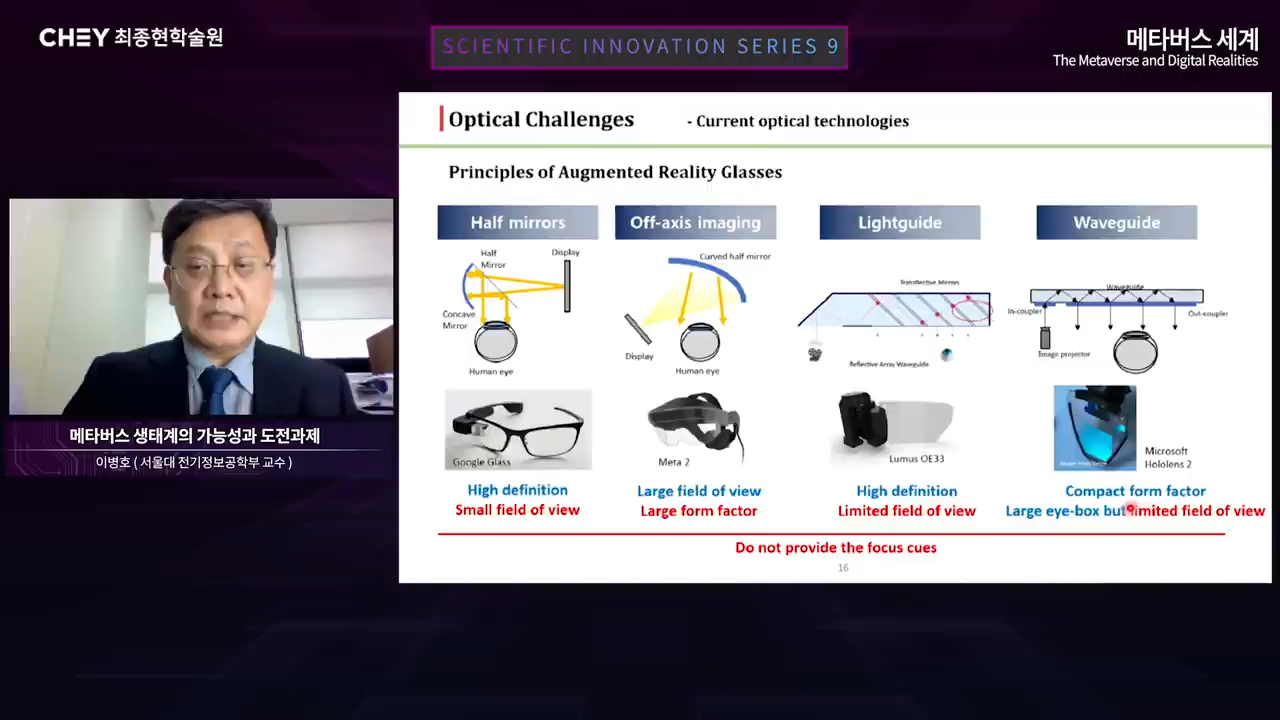 CHEY 최종현학술원
SCIENTIFIC INNOVATION SERIES 9
메타버스 세계
The Metaverse and Digital Realities
Optical Challenges - Current optical technologies
Principles of Augmented Reality Glasses
Half mirrors
Off-axis imaging
Lightguide
Waveguide
Half
Mirror
Display
Concave
Mirror
Human eye
Curved half mirror
Display
Human eye
Transflective Mirrors
Reflective Array Waveguide
Waveguide
In-coupler
Out-coupler
Image projector
Google Glass
Meta 2
Lumus OE33
Microsoft
Hololens 2
High definition
Small field of view
Large field of view
Large form factor
High definition
Limited field of view
Compact form factor
Large eye-box but limited field of view
Do not provide the focus cues
16
메타버스 생태계의 가능성과 도전과제
이병호 ( 서울대 전기정보공학부 교수 )